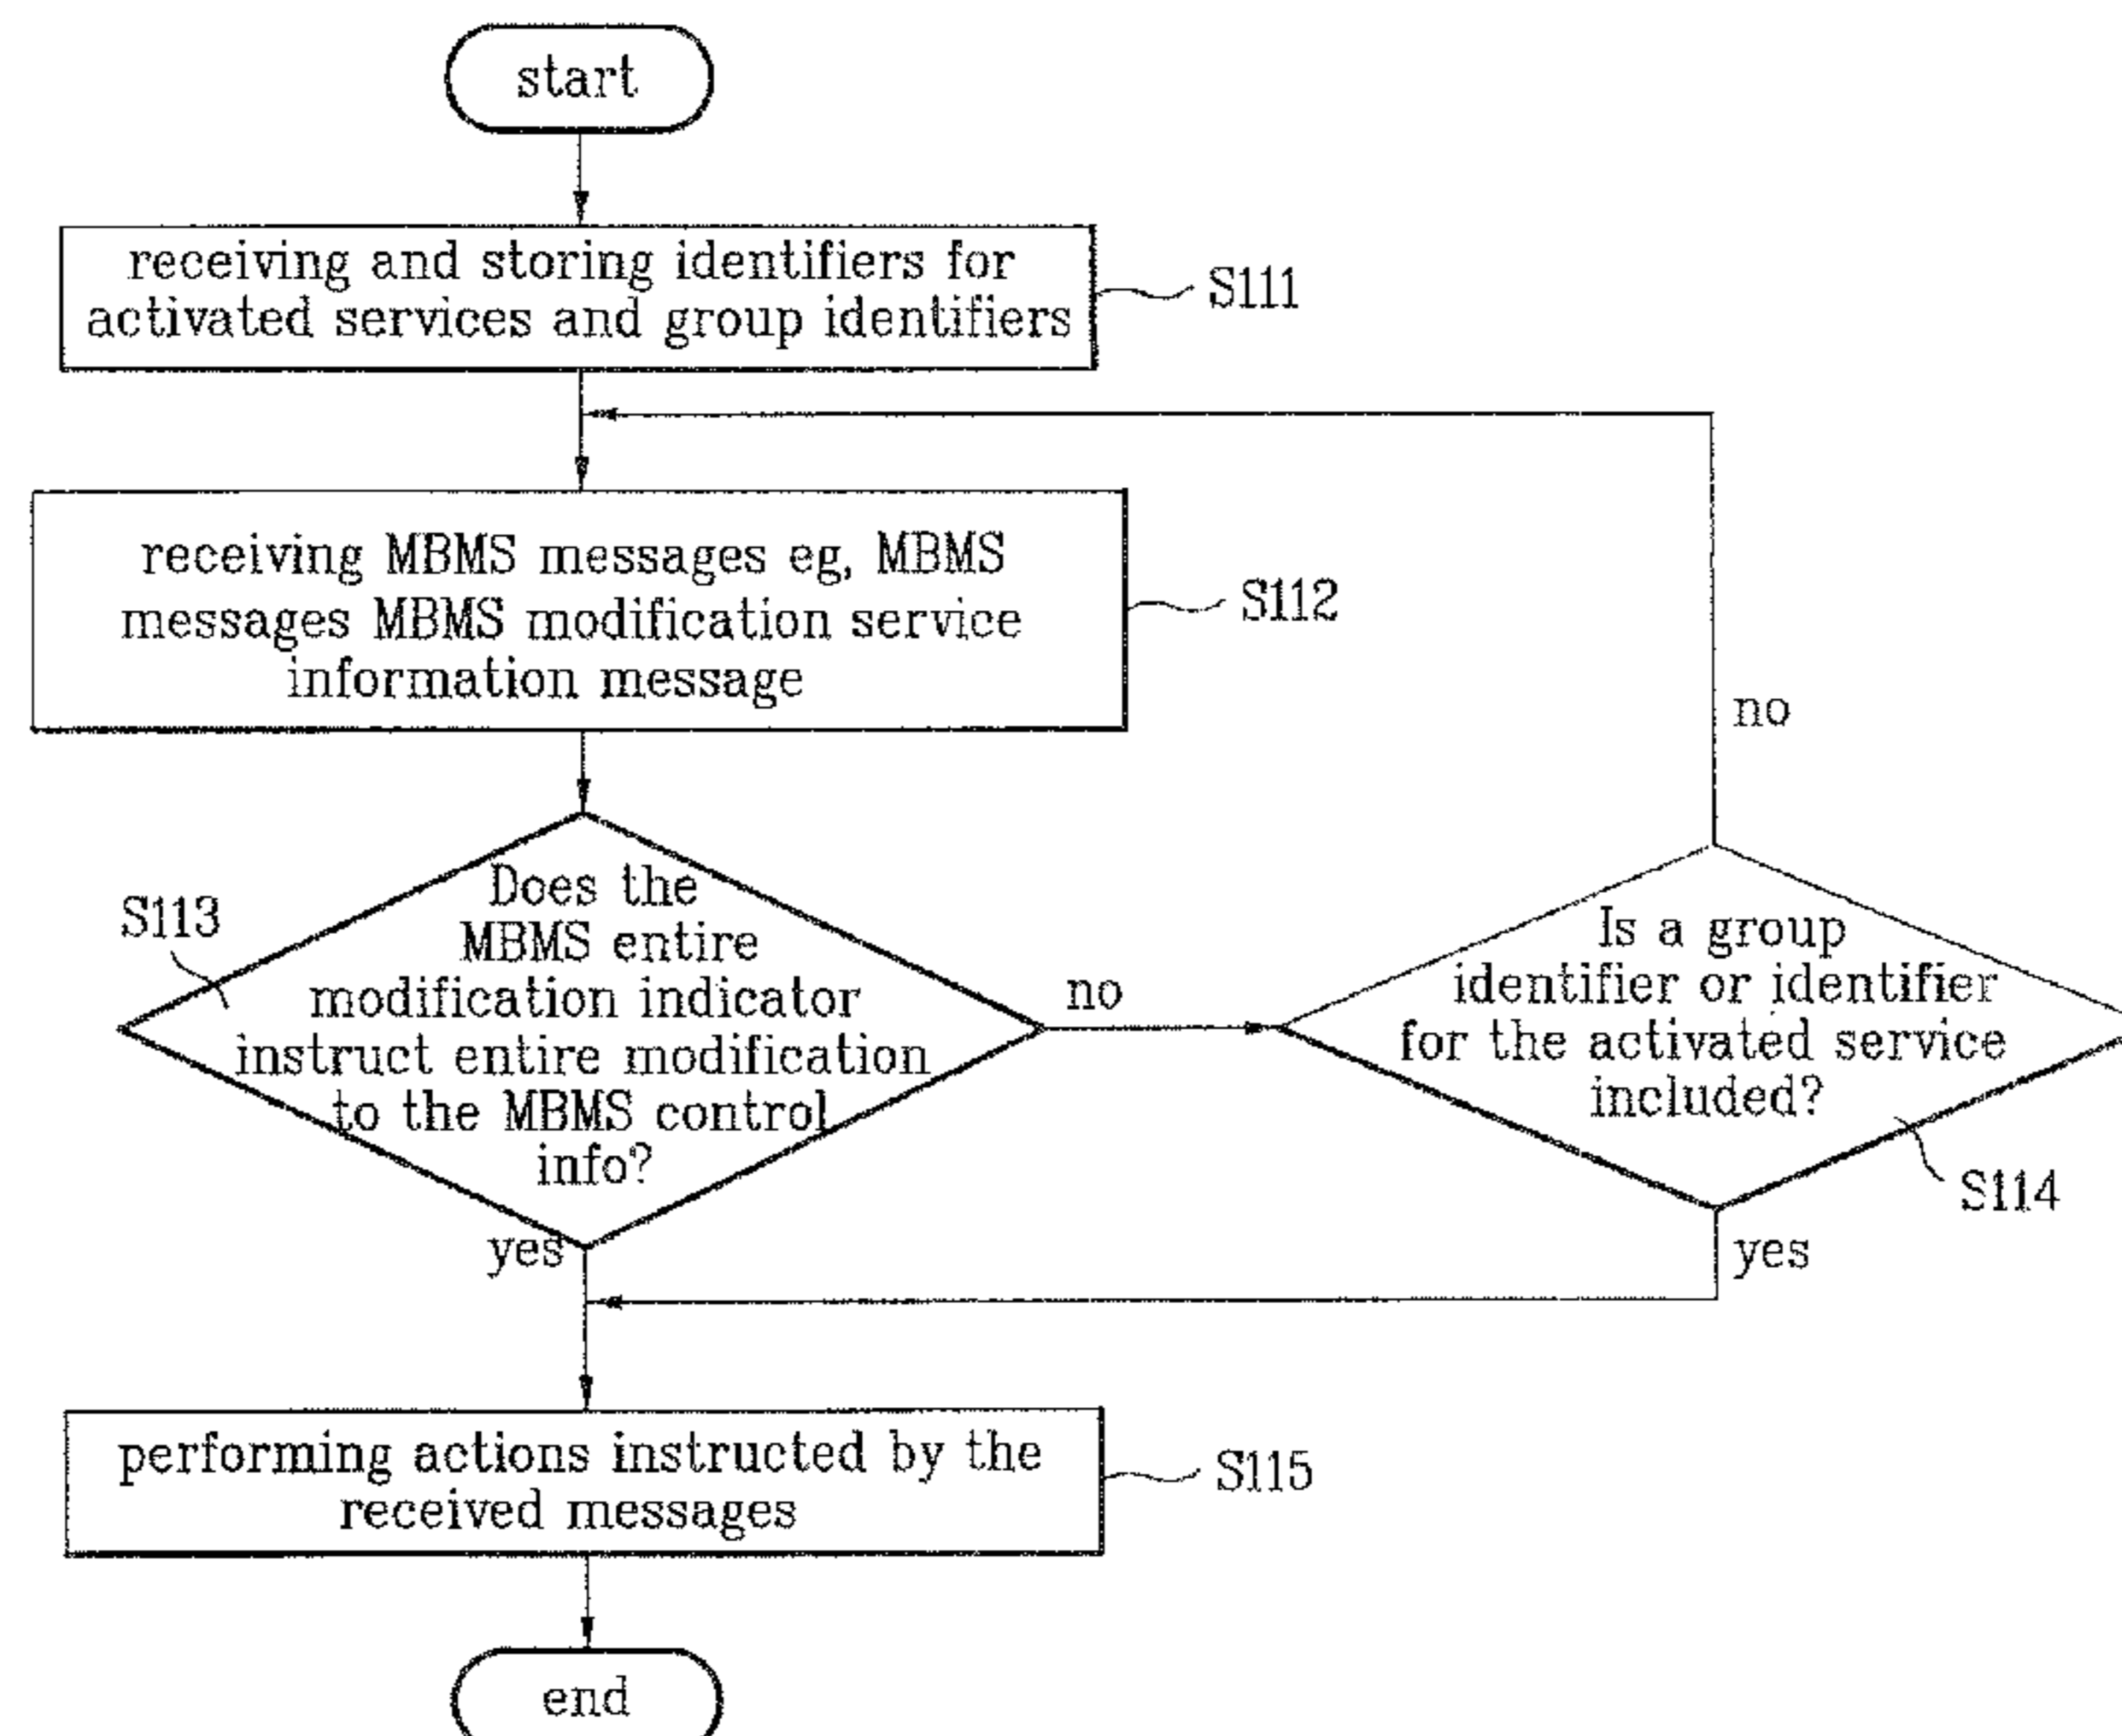 start
receiving and storing identifiers for
activated services and group identifiers
S111
receiving MBMS messages eg, MBMS
messages MBMS modification service
information message
S112
no
S113
Does the
MBMS entire
modification indicator
instruct entire modification
to the MBMS control
info?
no
Is a group
identifier or identifier
for the activated service
included?
S114
yes
yes
performing actions instructed by the
received messages
S115
end